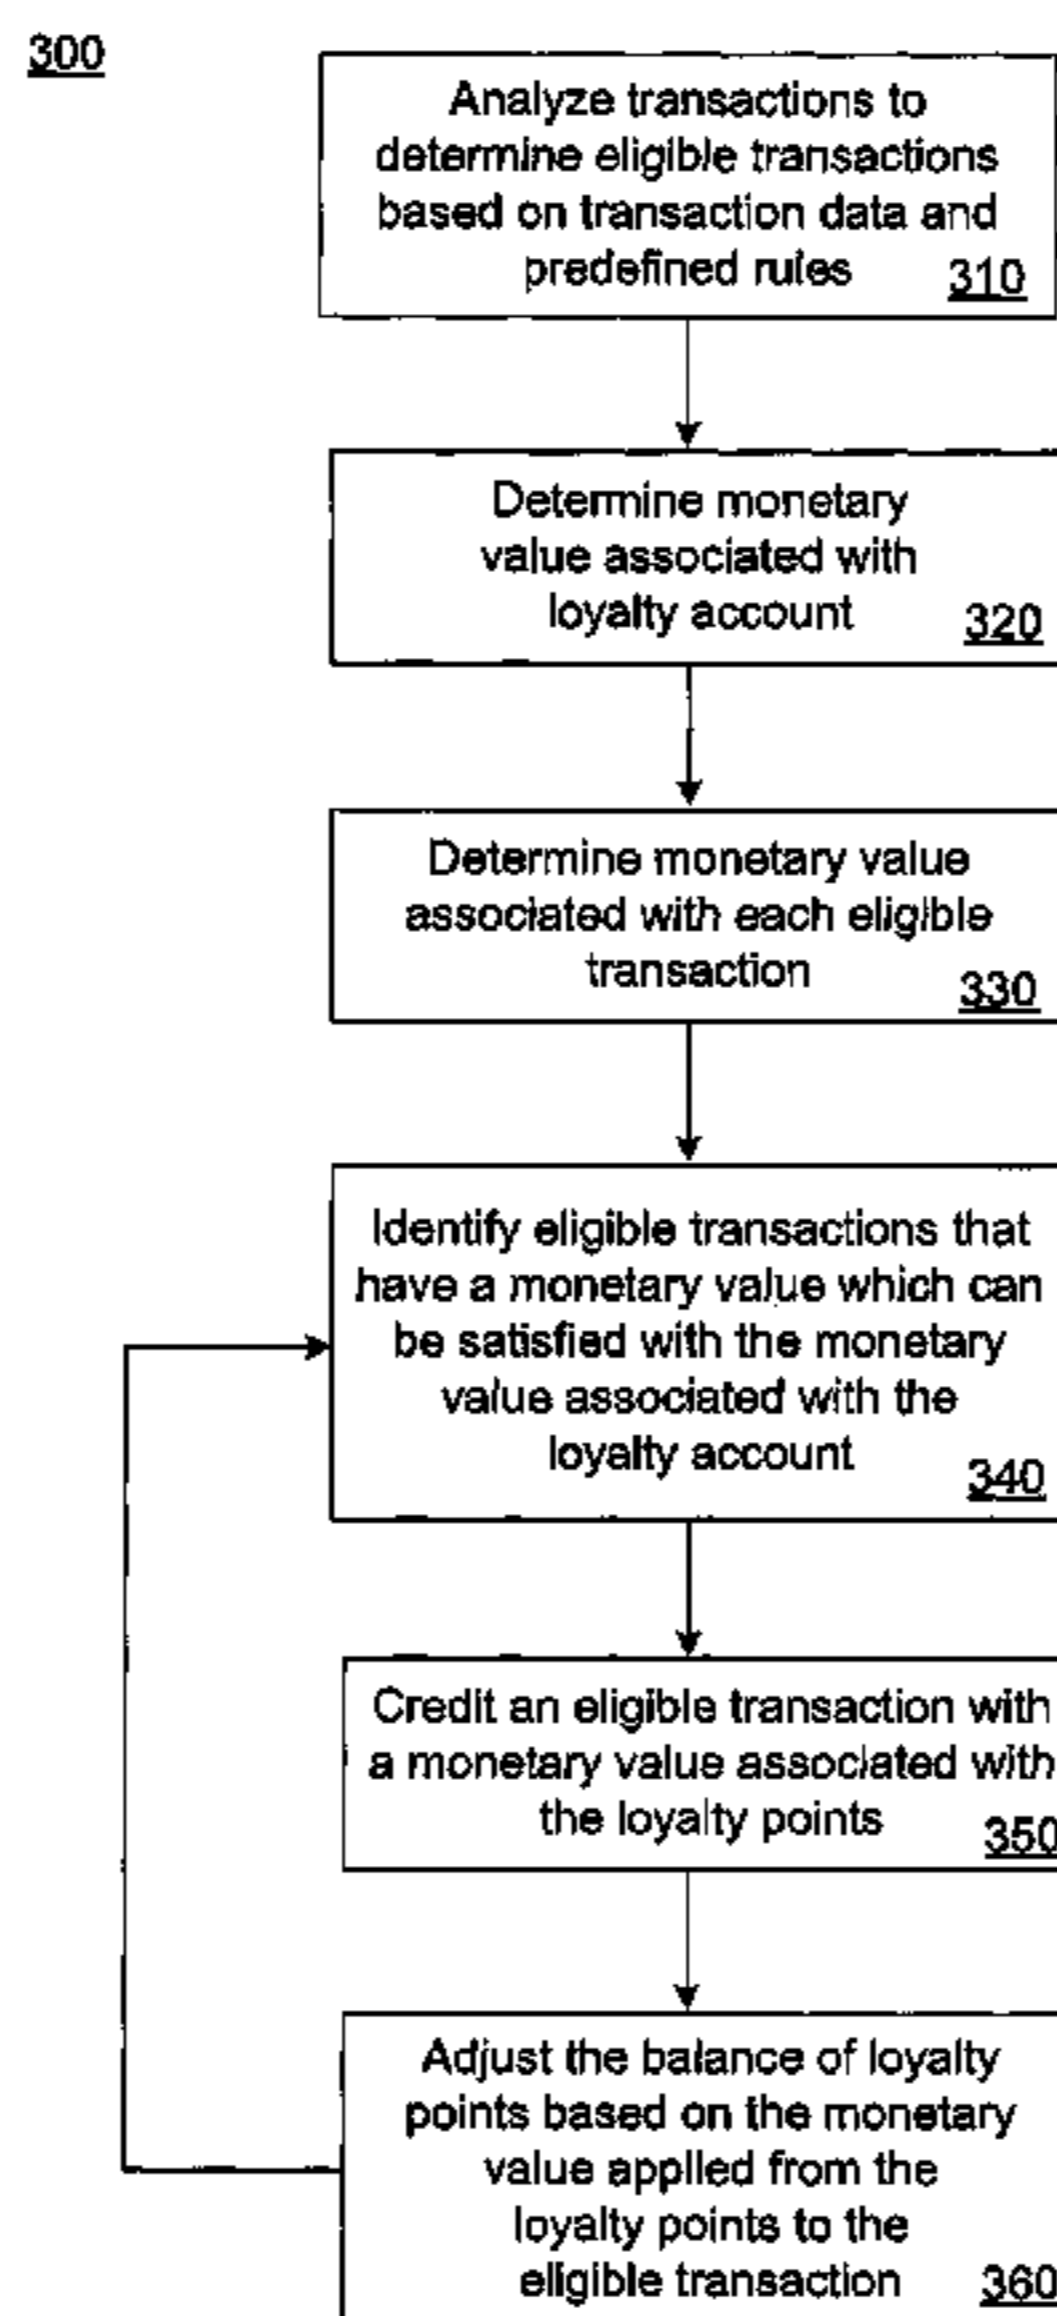 300
Analyze transactions to
determine eligible transactions
based on transaction data and
predefined rules
310
Determine monetary
value associated with
loyalty account
320
Determine monetary value
associated with each eligible
transaction
330
Identify eligible transactions that
have a monetary value which can
be satisfied with the monetary
value associated with the
loyalty account
340
Credit an eligible transaction with
a monetary value associated with
the loyalty points
350
Adjust the balance of loyalty
points based on the monetary
value applied from the
loyalty points to the
eligible transaction
360